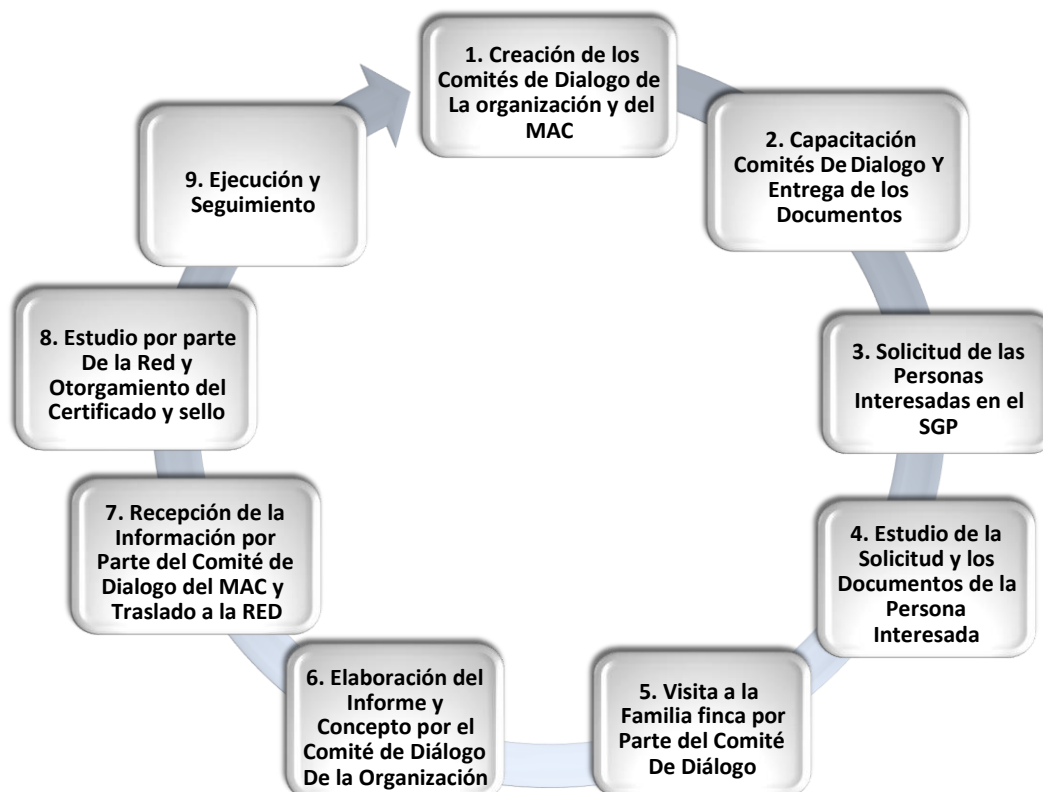 1. Creación de los
Comités de Dialogo de
La organización y del
MAC
2. Capacitación
Comités De Dialogo Y
Entrega de los
Documentos
3. Solicitud de las
Personas
Interesadas en el
SGP
4. Estudio de la
Solicitud y los
Documentos de la
Persona
Interesada
5. Visita a la
Familia finca por
Parte del Comité
De Diálogo
6. Elaboración del
Informe y
Concepto por el
Comité de Diálogo
De la Organización
7. Recepción de la
Información por
Parte del Comité de
Dialogo del MAC y
Traslado a la RED
8. Estudio por parte
De la Red y
Otorgamiento del
Certificado y sello
9. Ejecución y
Seguimiento